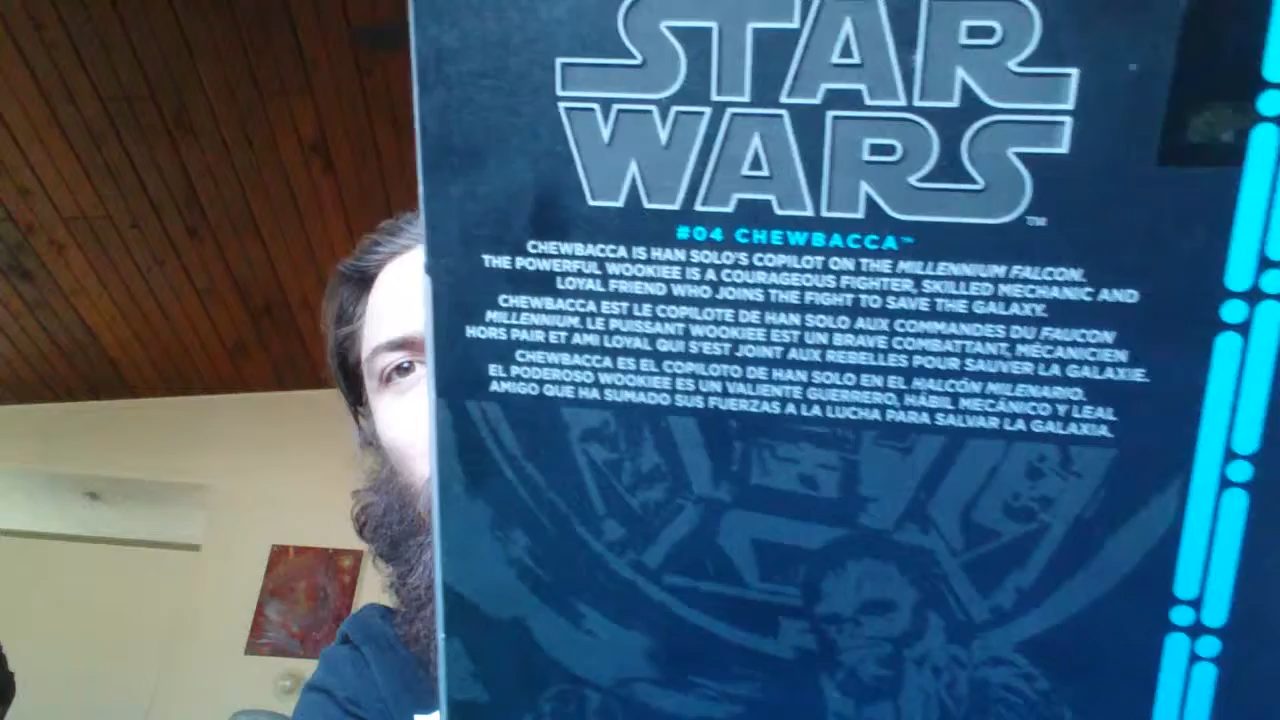 STAR
WARS
TM
#04 CHEWBACCA™
CHEWBACCA IS HAN SOLO'S COPILOT ON THE MILLENNIUM FALCON.
THE POWERFUL WOOKIEE IS A COURAGEOUS FIGHTER, SKILLED MECHANIC AND
LOYAL FRIEND WHO JOINS THE FIGHT TO SAVE THE GALAXY.
CHEWBACCA EST LE COPILOTE DE HAN SOLO AUX COMMANDES DU FAUCON
MILLENNIUM. LE PUISSANT WOOKIEE EST UN BRAVE COMBATTANT, MÉCANICIEN
HORS PAIR ET AMI LOYAL QUI S'EST JOINT AUX REBELLES POUR SAUVER LA GALAXIE.
CHEWBACCA ES EL COPILOTO DE HAN SOLO EN EL HALCÓN MILENARIO.
EL PODEROSO WOOKIEE ES UN VALIENTE GUERRERO, HÁBIL MECÁNICO Y LEAL
AMIGO QUE HA SUMADO SUS FUERZAS A LA LUCHA PARA SALVAR LA GALAXIA.